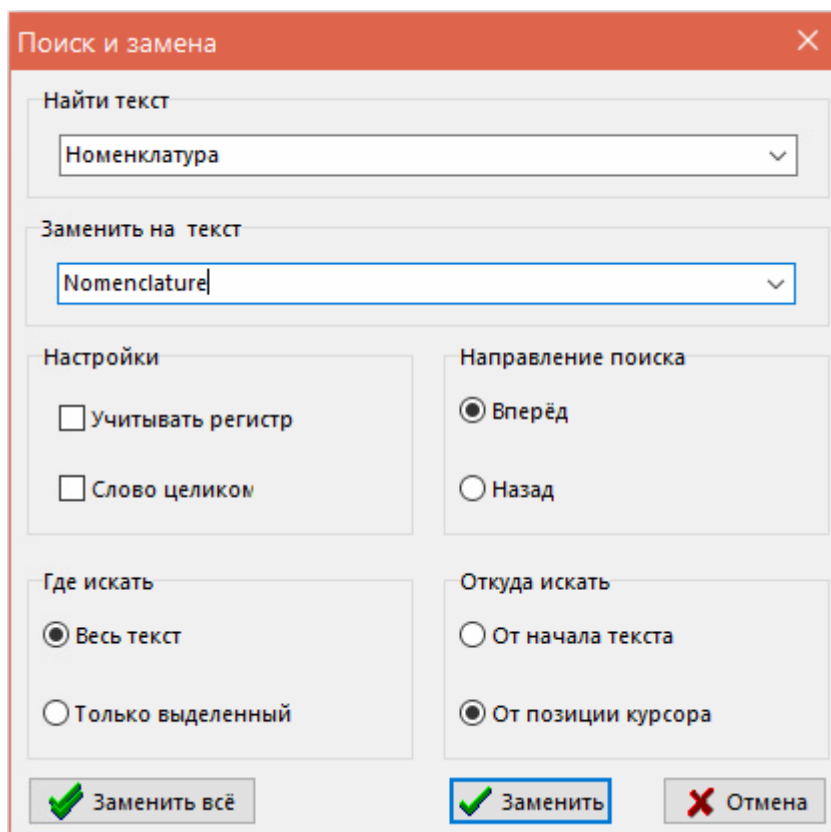 Поиск и замена
Найти текст
Номенклатура
Заменить на текст
Nomenclature
Настройки
Учитывать регистр
Слово целиком
Направление поиска
Вперёд
Назад
Где искать
Весь текст
Только выделенный
Откуда искать
От начала текста
От позиции курсора
Заменить всё
Заменить
Отмена